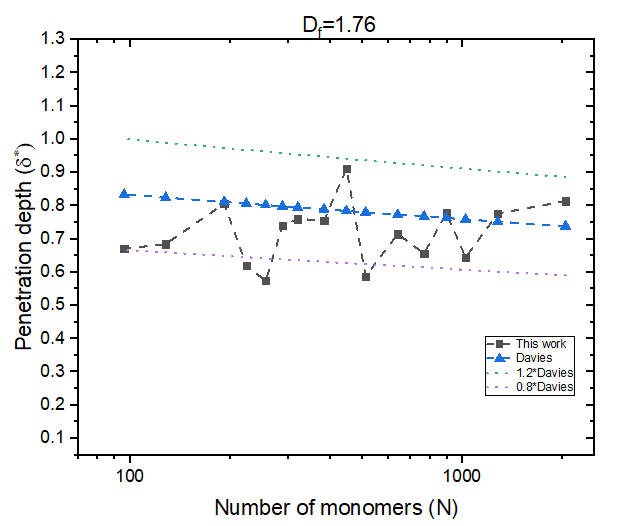 Df=1.76
Penetration depth (δ*)
1.3
1.2
1.1
1.0
0.9
0.8
0.7
0.6
0.5
0.4
0.3
0.2
0.1
This work
Davies
1.2*Davies
0.8*Davies
100
1000
Number of monomers (N)